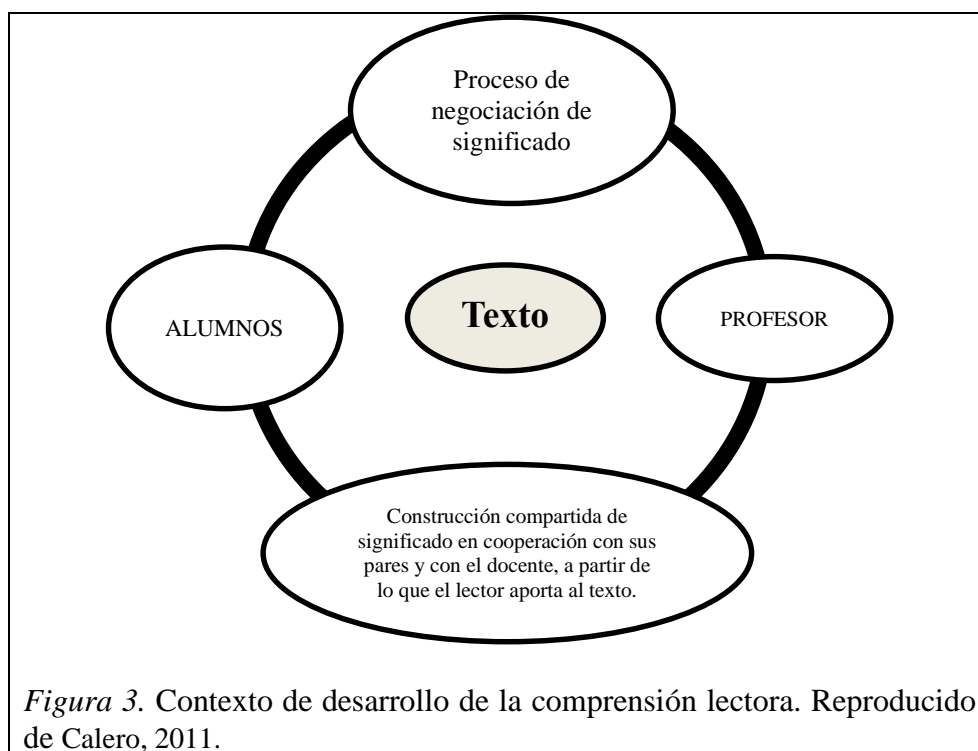 Proceso de
negociación de
significado
ALUMNOS
Texto
PROFESOR
Construcción compartida de
significado en cooperación con sus
pares y con el docente, a partir de
lo que el lector aporta al texto.
Figura 3. Contexto de desarrollo de la comprensión lectora. Reproducido
de Calero, 2011.